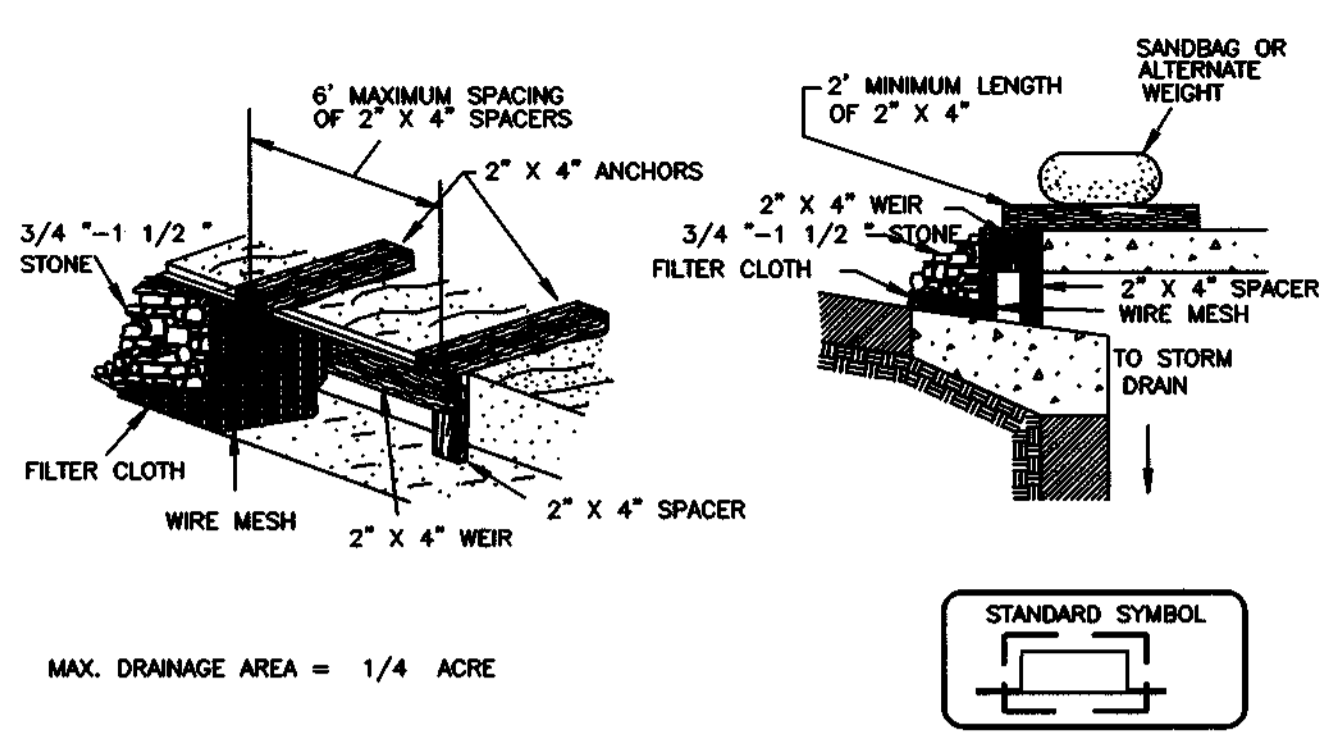 6' MAXIMUM SPACING
OF 2" X 4" SPACERS
2" X 4" ANCHORS
3/4 "-1 1/2 "
STONE
FILTER CLOTH
WIRE MESH
2" X 4" WEIR
2" X 4" SPACER
SANDBAG OR
ALTERNATE
WEIGHT
2' MINIMUM LENGTH
OF 2" X 4"
2" X 4" WEIR
3/4 "-1 1/2 " STONE
FILTER CLOTH
2" X 4" SPACER
WIRE MESH
TO STORM
DRAIN
MAX. DRAINAGE AREA = 1/4 ACRE
STANDARD SYMBOL